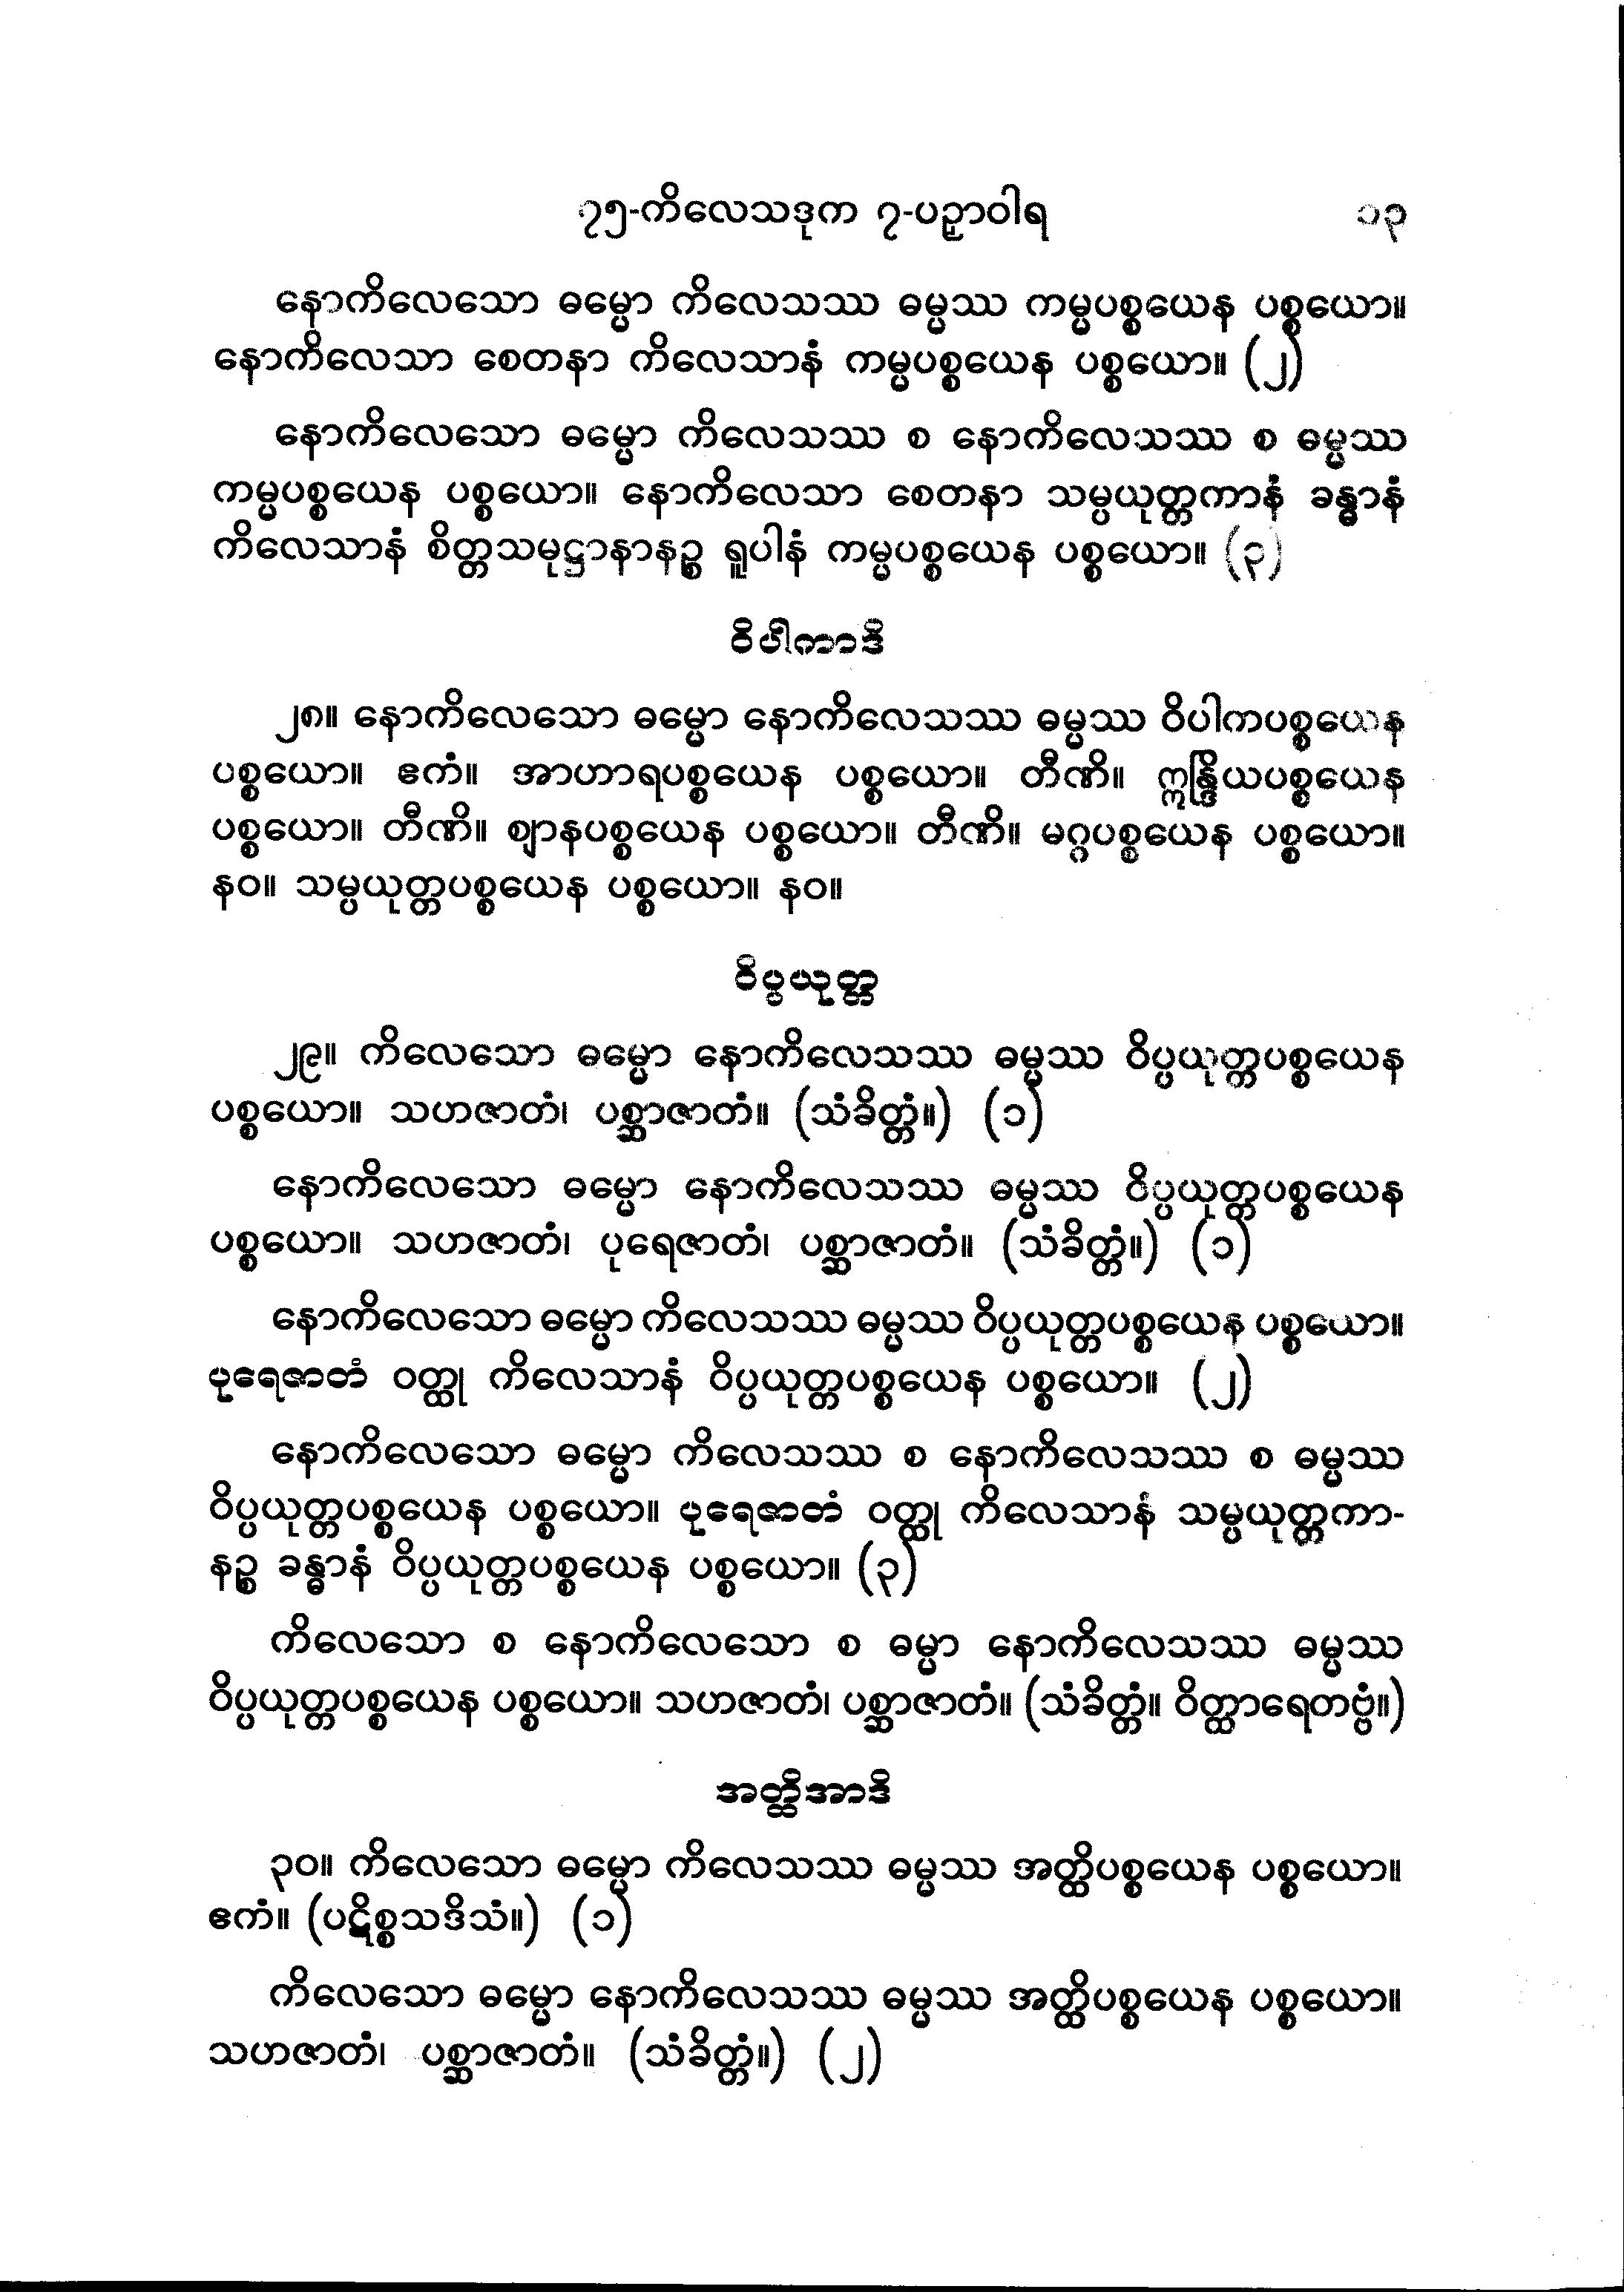 ၇၅-ကိလေသဒုက ၇-ပဉှာဝါရ ၁၃
နောကိလေသော ဓမ္မော ကိလေသဿ ဓမ္မဿ ကမ္မပစ္စယေန ပစ္စယော။
နောကိလေသာ စေတနာ ကိလေသာနံ ကမ္မပစ္စယေန ပစ္စယော။ (၂)
နောကိလေသော ဓမ္မော ကိလေသဿ စ နောကိလေသဿ စ ဓမ္မဿ
ကမ္မပစ္စယေန ပစ္စယော။ နောကိလေသာ စေတနာ သမ္ပယုတ္တကာနံ ခန္ဓာနံ
ကိလေသာနံ စိတ္တသမုဋ္ဌာနာနဉ္စ ရူပါနံ ကမ္မပစ္စယေန ပစ္စယော။ (၃)
ဝိပါကာဒိ
၂၈။ နောကိလေသော ဓမ္မော နောကိလေသဿ ဓမ္မဿ ဝိပါကပစ္စယေန
ပစ္စယော။ ဧကံ။ အာဟာရပစ္စယေန ပစ္စယော။ တီဏိ။ ဣန္ဒြိယပစ္စယေန
ပစ္စယော။ တီဏိ။ ဈာနပစ္စယေန ပစ္စယော။ တီဏိ။ မဂ္ဂပစ္စယေန ပစ္စယော။
နဝ။ သမ္ပယုတ္တပစ္စယေန ပစ္စယော။ နဝ။
ဝိပ္ပယုတ္တ
၂၉။ ကိလေသော ဓမ္မော နောကိလေသဿ ဓမ္မဿ ဝိပ္ပယုတ္တပစ္စယေန
ပစ္စယော။ သဟဇာတံ၊ ပစ္ဆာဇာတံ။ (သံခိတ္တံ။) (၁)
နောကိလေသော ဓမ္မော နောကိလေသဿ ဓမ္မဿ ဝိပ္ပယုတ္တပစ္စယေန
ပစ္စယော။ သဟဇာတံ၊ ပုရေဇာတံ၊ ပစ္ဆာဇာတံ။ (သံခိတ္တံ။) (၁)
နောကိလေသော ဓမ္မော ကိလေသဿ ဓမ္မဿ ဝိပ္ပယုတ္တပစ္စယေန ပစ္စယော။
ပုရေဇာတံ ဝတ္ထု ကိလေသာနံ ဝိပ္ပယုတ္တပစ္စယေန ပစ္စယော။ (၂)
နောကိလေသော ဓမ္မော ကိလေသဿ စ နောကိလေသဿ စ ဓမ္မဿ
ဝိပ္ပယုတ္တပစ္စယေန ပစ္စယော။ ပုရေဇာတံ ဝတ္ထု ကိလေသာနံ သမ္ပယုတ္တကာ-
နဉ္စ ခန္ဓာနံ ဝိပ္ပယုတ္တပစ္စယေန ပစ္စယော။ (၃)
ကိလေသော စ နောကိလေသော စ ဓမ္မာ နောကိလေသဿ ဓမ္မဿ
ဝိပ္ပယုတ္တပစ္စယေန ပစ္စယော။ သဟဇာတံ၊ ပစ္ဆာဇာတံ။ (သံခိတ္တံ။ ဝိတ္ထာရေတဗ္ဗံ။)
အတ္ထိအာဒိ
၃၀။ ကိလေသော ဓမ္မော ကိလေသဿ ဓမ္မဿ အတ္ထိပစ္စယေန ပစ္စယော။
ဧကံ။ (ပဋိစ္စသဒိသံ။) (၁)
ကိလေသော ဓမ္မော နောကိလေသဿ ဓမ္မဿ အတ္ထိပစ္စယေန ပစ္စယော။
သဟဇာတံ၊ ပစ္ဆာဇာတံ။ (သံခိတ္တံ။) (၂)